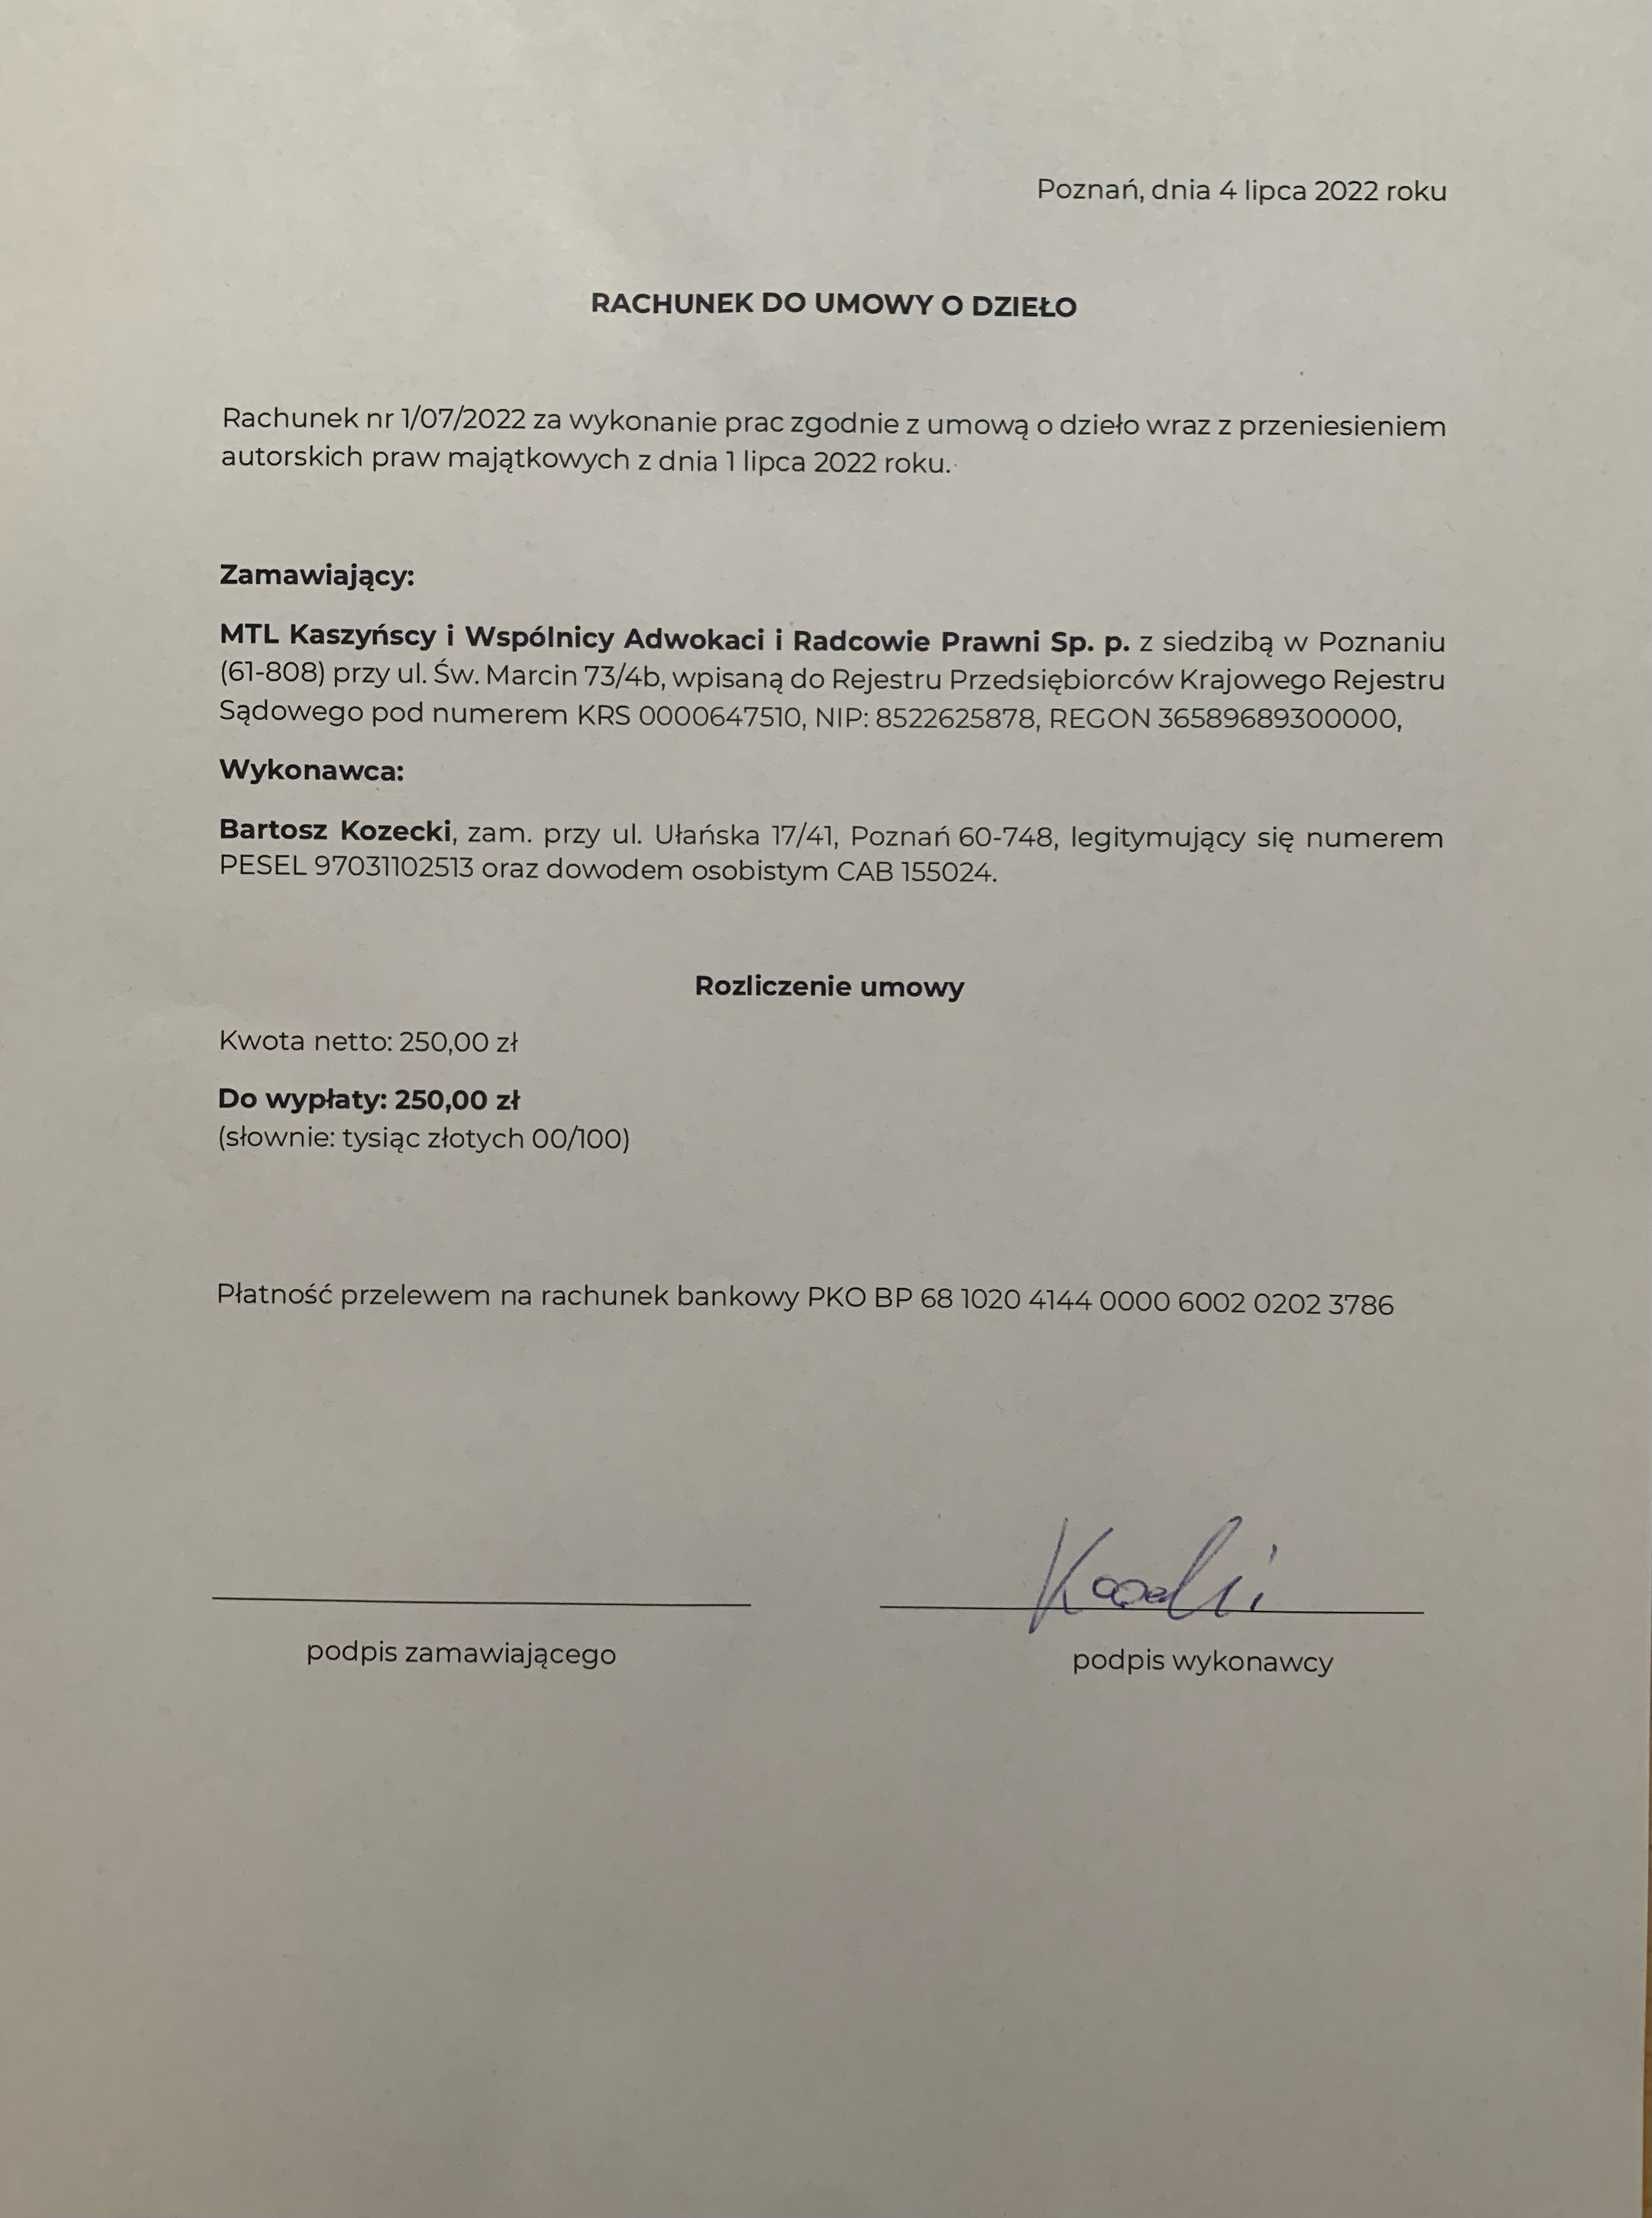 Poznań, dnia 4 lipca 2022 roku
RACHUNEK DO UMOWY O DZIEŁO
Rachunek nr 1/07/2022 za wykonanie prac zgodnie z umową o dzieło wraz z przeniesieniem
autorskich praw majątkowych z dnia 1 lipca 2022 roku.
Zamawiający:
MTL Kaszyńscy i Wspólnicy Adwokaci i Radcowie Prawni Sp. p. z siedzibą w Poznaniu
(61-808) przy ul. Św. Marcin 73/4b, wpisaną do Rejestru Przedsiębiorców Krajowego Rejestru
Sądowego pod numerem KRS 0000647510, NIP: 8522625878, REGON 36589689300000,
Wykonawca:
Bartosz Kozecki, zam. przy ul. Ułańska 17/41, Poznań 60-748, legitymujący się numerem
PESEL 97031102513 oraz dowodem osobistym CAB 155024.
Rozliczenie umowy
Kwota netto: 250,00 zł
Do wypłaty: 250,00 zł
(słownie: tysiąc złotych 00/100)
Płatność przelewem na rachunek bankowy PKO BP 68 1020 4144 0000 6002 0202 3786
podpis zamawiającego
podpis wykonawcy